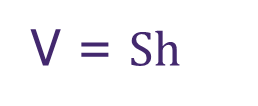 V = Sh